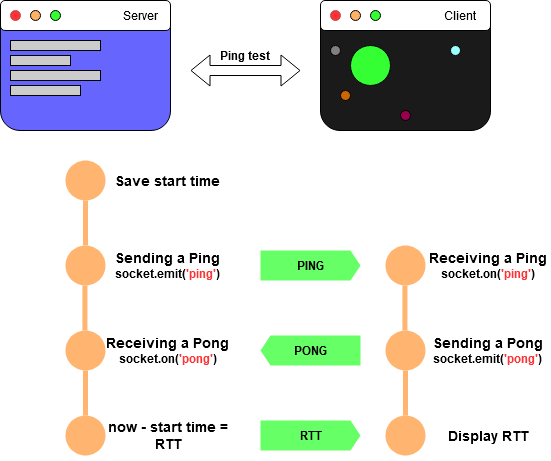 Server
Client
Ping test
Save start time
Sending a Ping
socket.emit('ping')
PING
Receiving a Ping
socket.on('ping')
Receiving a Pong
socket.on('pong')
PONG
Sending a Pong
socket.emit('pong')
now - start time =
RTT
RTT
Display RTT